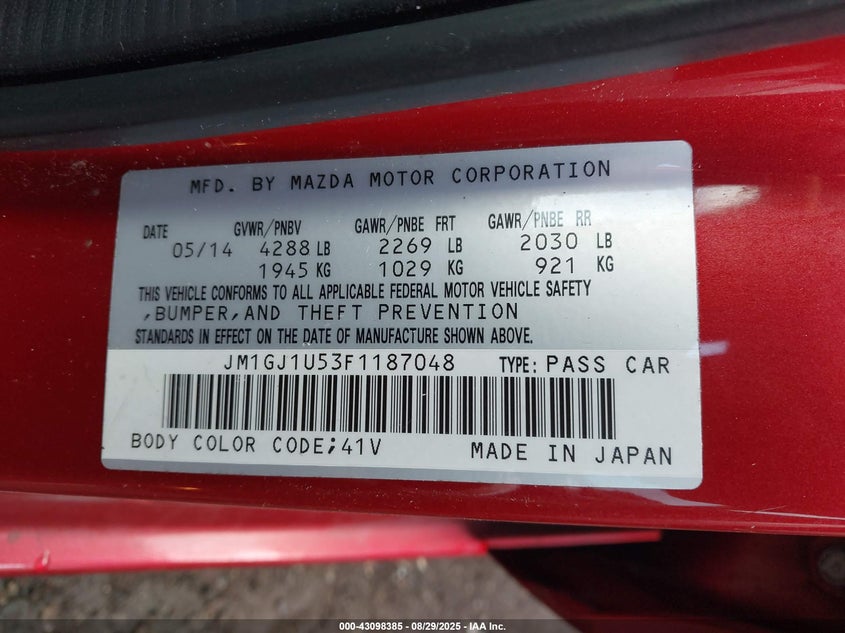 MFD. BY MAZDA MOTOR CORPORATION
DATE GVWR/PNBV GAWR/PNBE FRT GAWR/PNBE RR
05/14 4288 LB 2269 LB 2030 LB
1945 KG 1029 KG 921 KG
THIS VEHICLE CONFORMS TO ALL APPLICABLE FEDERAL MOTOR VEHICLE SAFETY
,BUMPER,AND THEFT PREVENTION
STANDARDS IN EFFECT ON THE DATE OF MANUFACTURE SHOWN ABOVE.
JM1GJ1U53F1187048 TYPE: PASS CAR
BODY COLOR CODE;41V MADE IN JAPAN
000-43098385 - 08/29/2025 - IAA Inc.